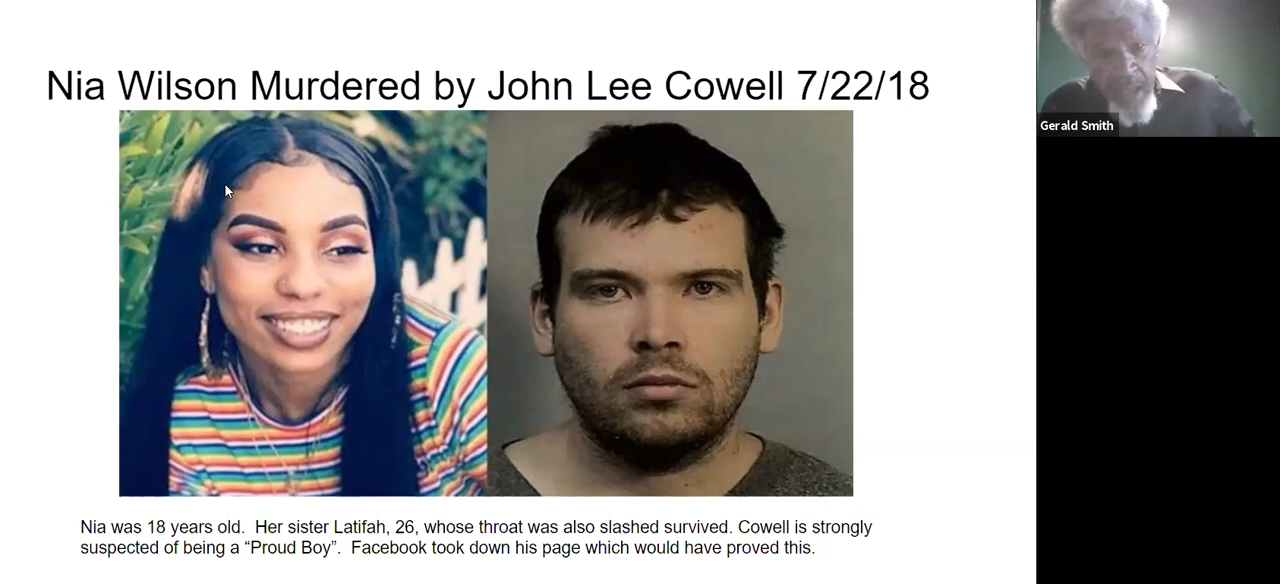 Nia Wilson Murdered by John Lee Cowell 7/22/18
Gerald Smith
Nia was 18 years old.  Her sister Latifah, 26, whose throat was also slashed survived. Cowell is strongly
suspected of being a “Proud Boy”.  Facebook took down his page which would have proved this.